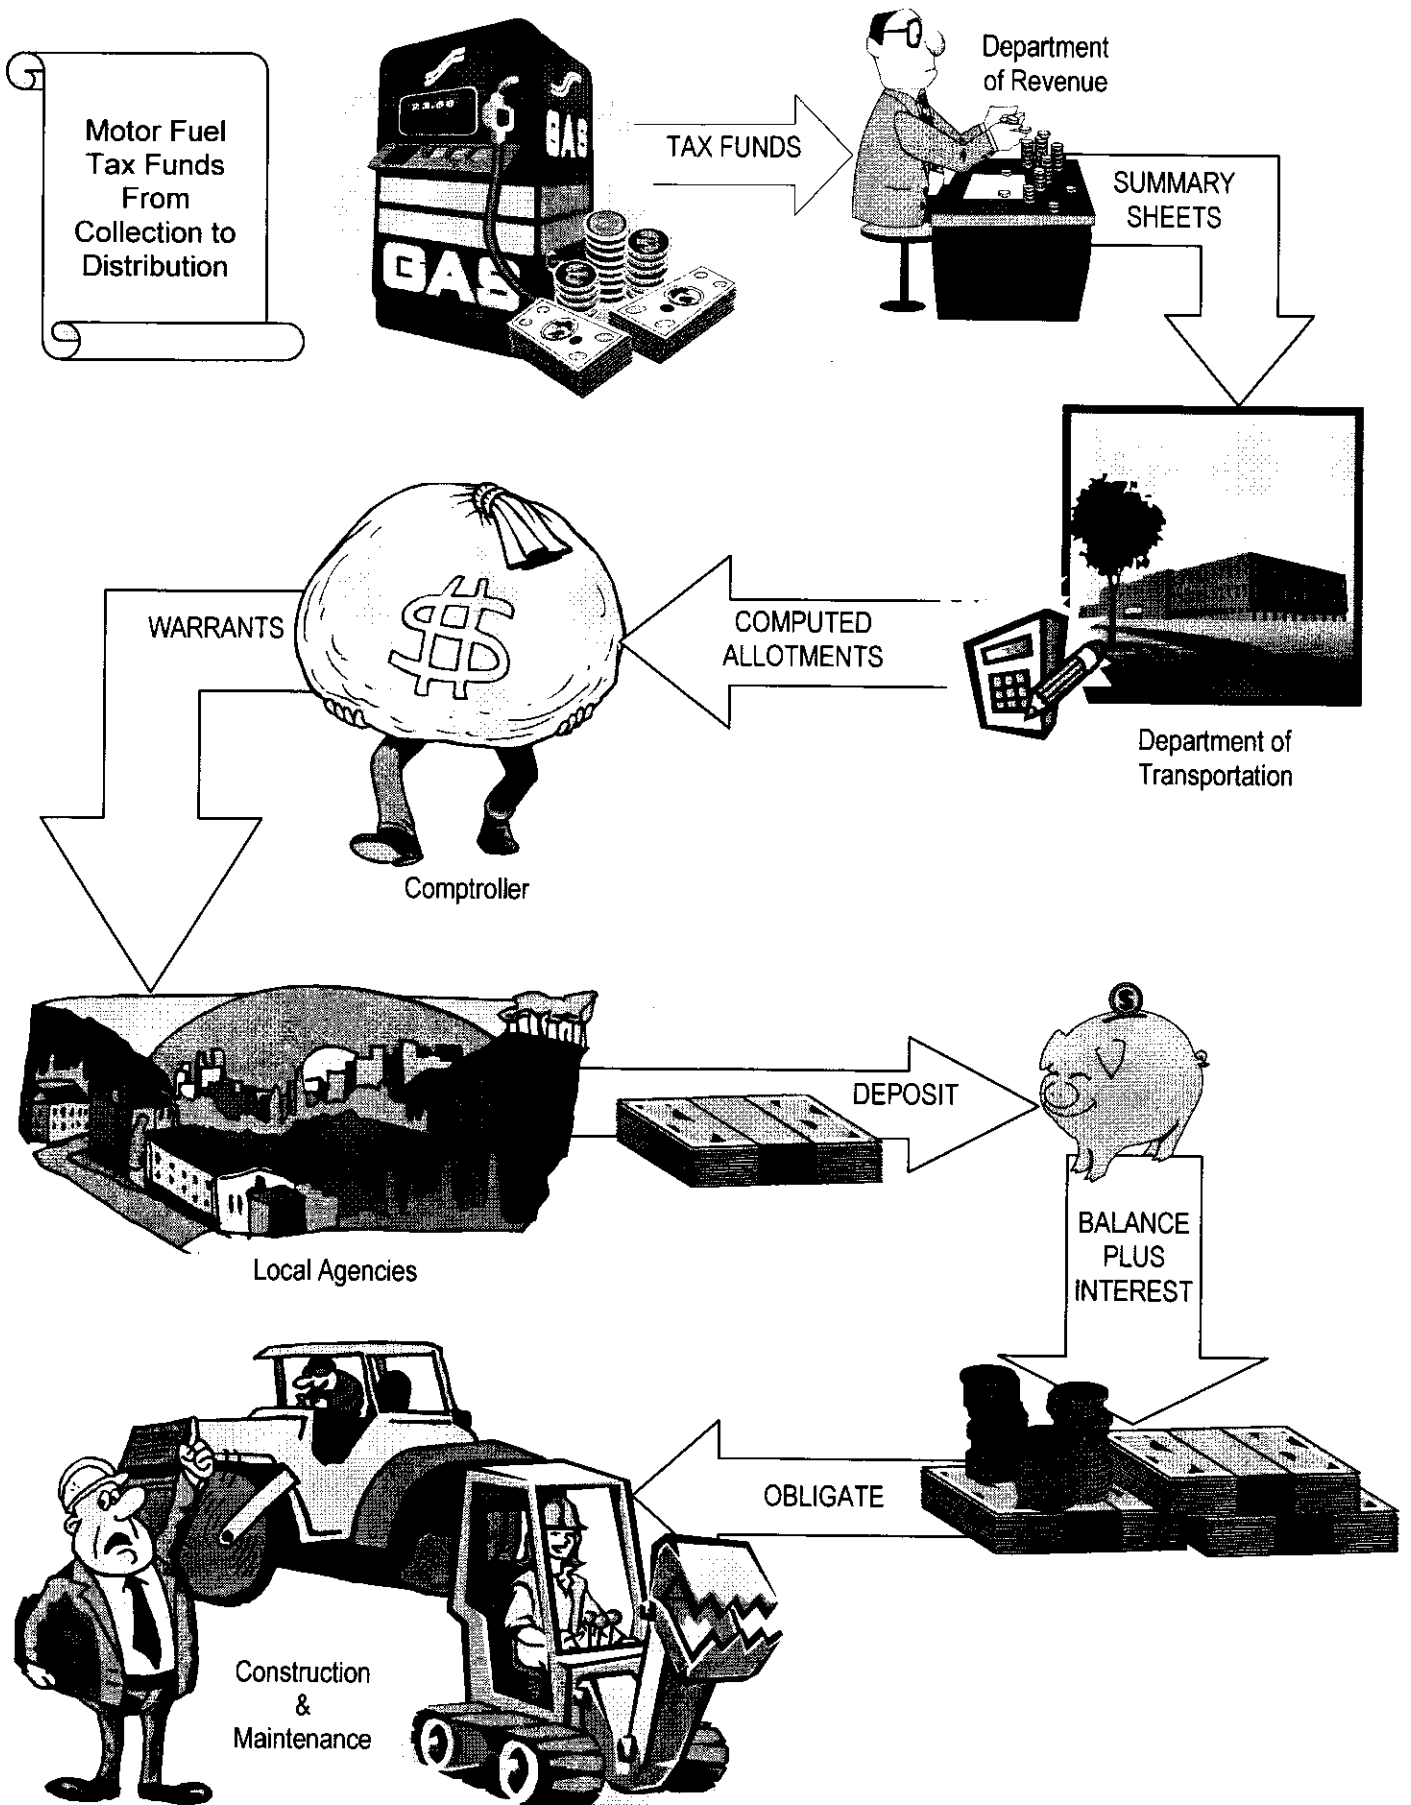 Motor Fuel
Tax Funds
From
Collection to
Distribution
GAS
GAS
TAX FUNDS
Department
of Revenue
SUMMARY
SHEETS
WARRANTS
$
COMPUTED
ALLOTMENTS
Department of
Transportation
Comptroller
DEPOSIT
$
Local Agencies
BALANCE
PLUS
INTEREST
OBLIGATE
Construction
&
Maintenance